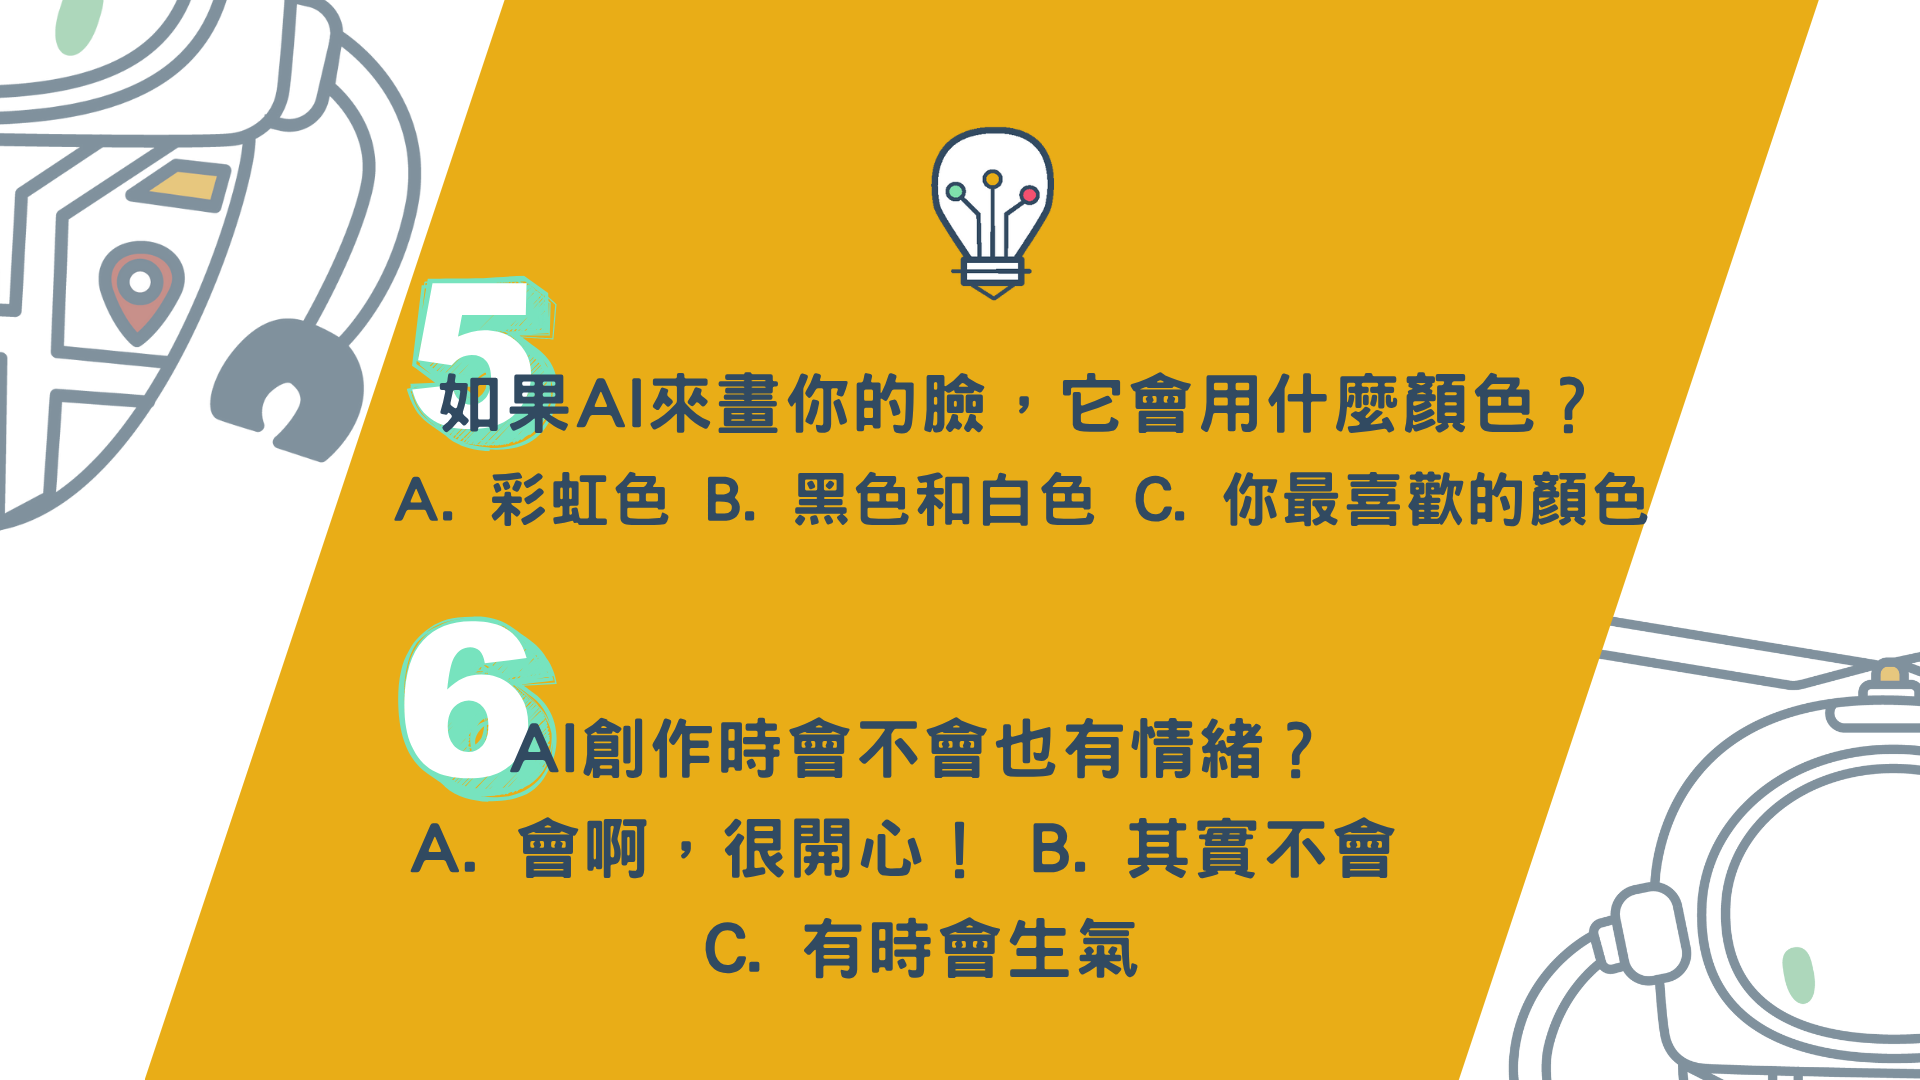 5
如果AI來畫你的臉，它會用什麼顏色？
A. 彩虹色 B. 黑色和白色 C. 你最喜歡的顏色
6
AI創作時會不會也有情緒？
A. 會啊，很開心！ B. 其實不會
C. 有時會生氣